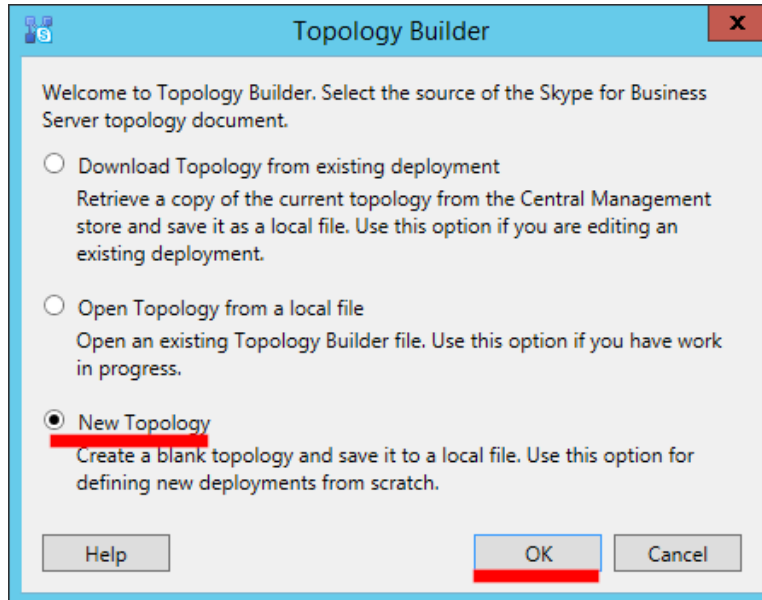 Topology Builder
x
Welcome to Topology Builder. Select the source of the Skype for Business
Server topology document.
Download Topology from existing deployment
Retrieve a copy of the current topology from the Central Management
store and save it as a local file. Use this option if you are editing an
existing deployment.
Open Topology from a local file
Open an existing Topology Builder file. Use this option if you have work
in progress.
New Topology
Create a blank topology and save it to a local file. Use this option for
defining new deployments from scratch.
Help
OK
Cancel